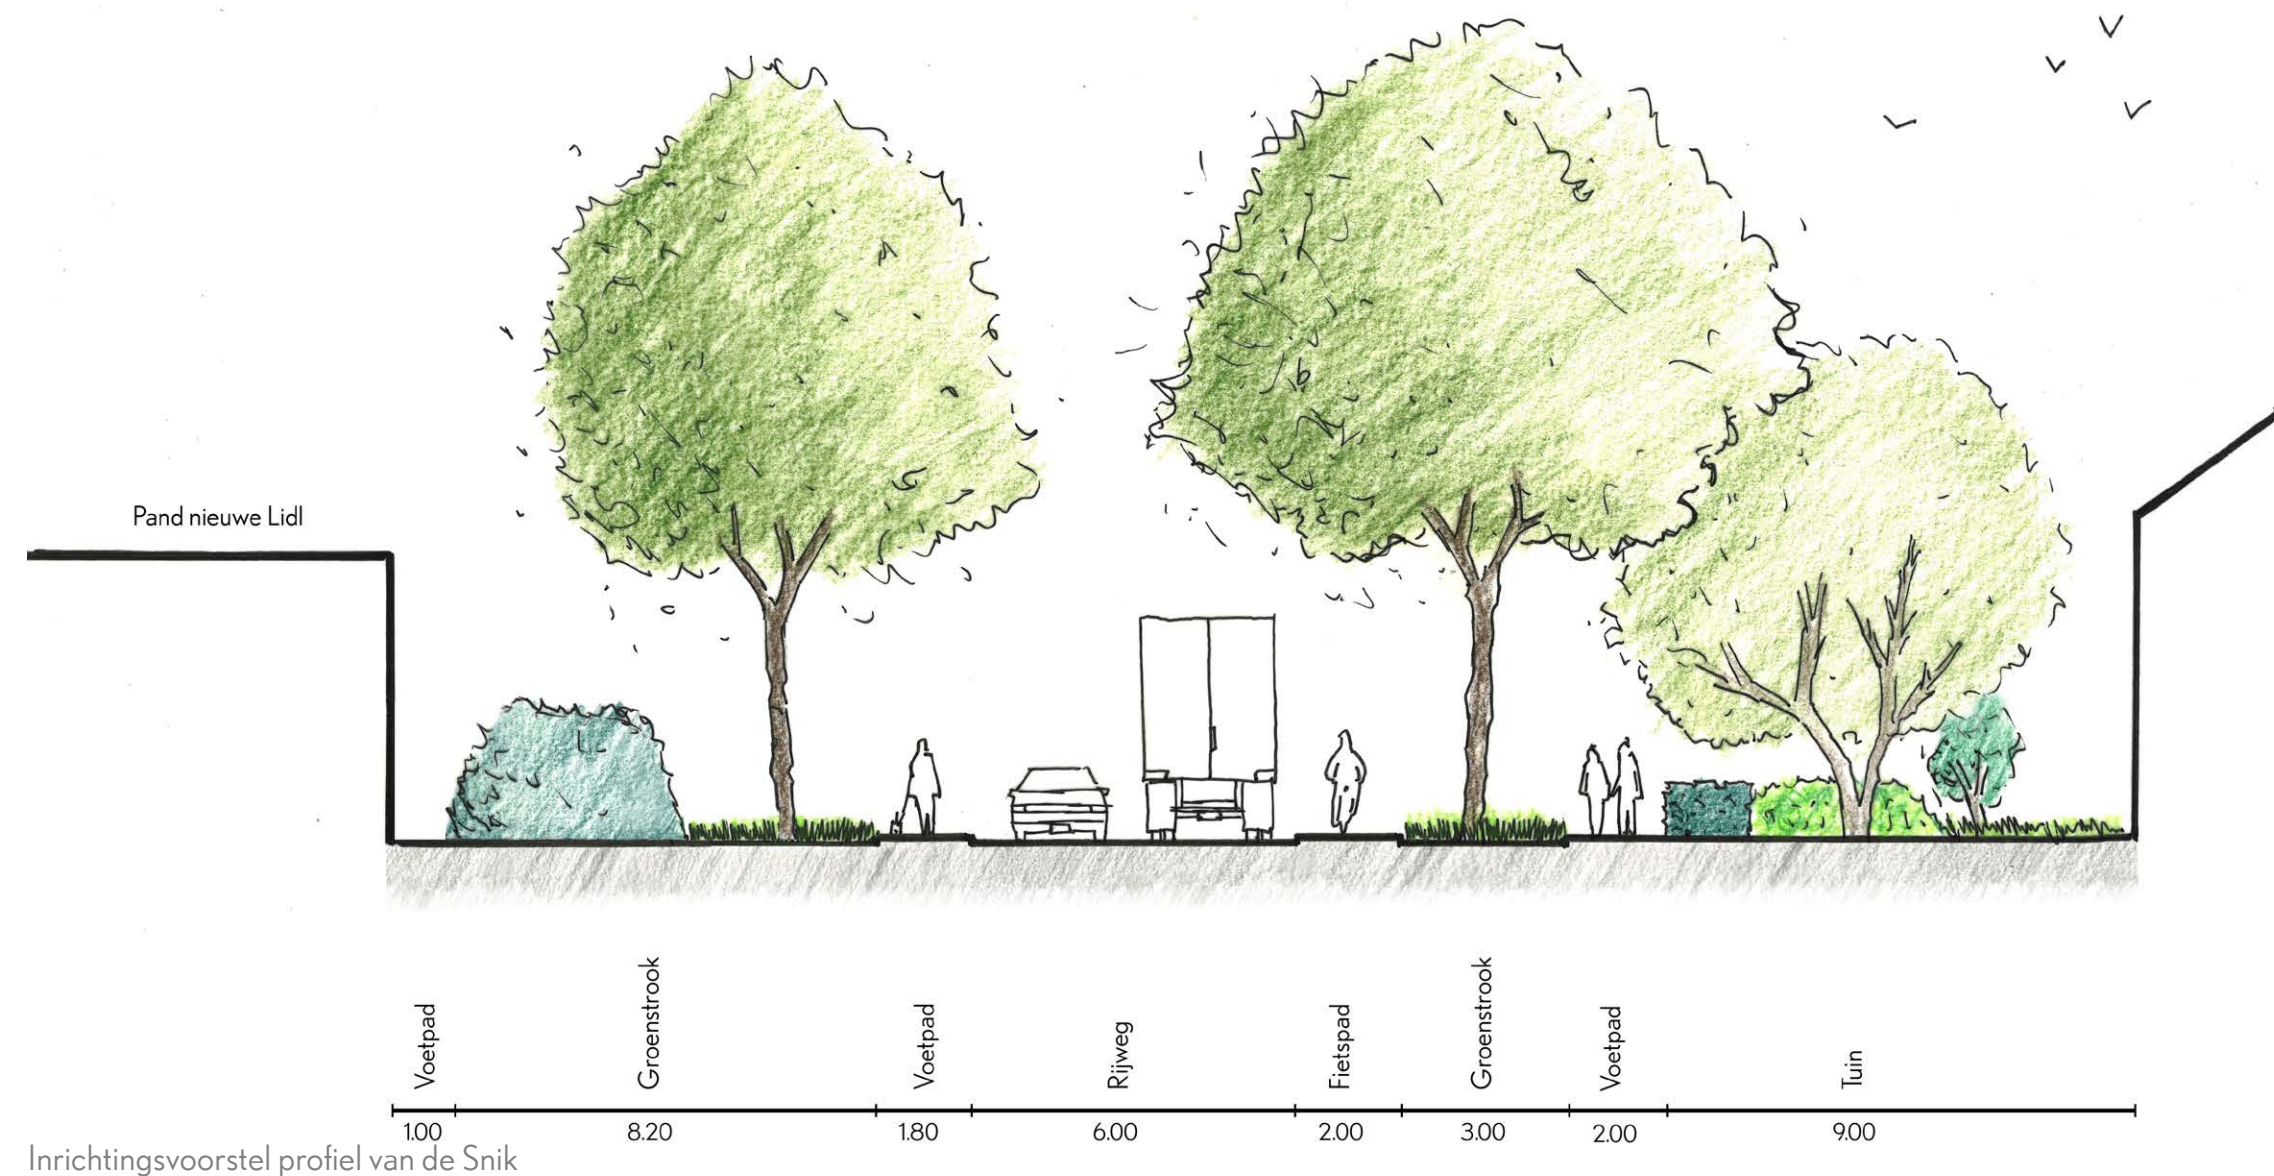 Pand nieuwe Lidl
Voetpad
Groenstrook
Voetpad
Rijweg
Fietspad
Groenstrook
Voetpad
Tuin
1.00
8.20
1.80
6.00
2.00
3.00
2.00
9.00
Inrichtingsvoorstel profiel van de Snik